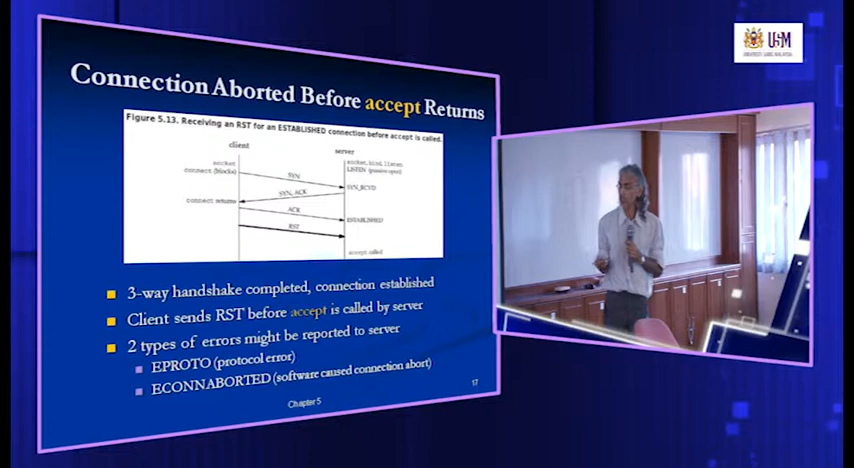 Connection Aborted Before accept Returns
Figure 5.13. Receiving an RST for an ESTABLISHED connection before accept is called.
client
server
socket
connect (blocks)
socket, bind, listen
LISTEN (passive open)
SYN
SYN_RCVD
SYN, ACK
connect returns
ACK
ESTABLISHED
RST
accept called
3-way handshake completed, connection established
Client sends RST before accept is called by server
2 types of errors might be reported to server
EPROTO (protocol error)
ECONNABORTED (software caused connection abort)
17
Chapter 5
USM
UNIVERSITI SAINS MALAYSIA